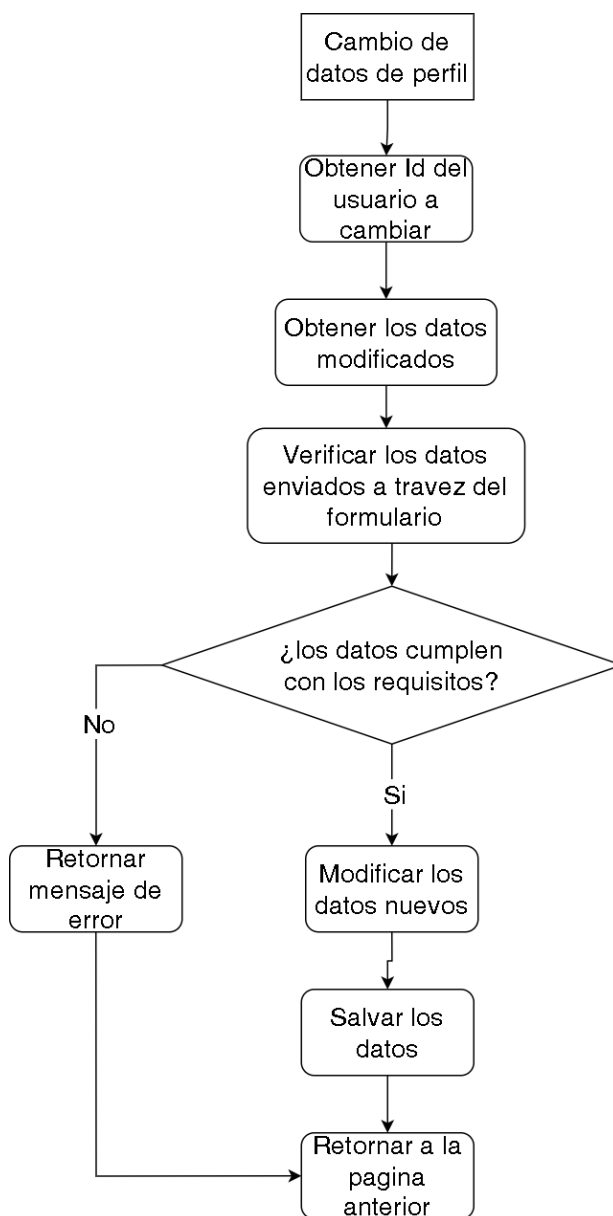 Cambio de
datos de perfil
Obtener Id del
usuario a
cambiar
Obtener los datos
modificados
Verificar los datos
enviados a travez del
formulario
¿los datos cumplen
con los requisitos?
No
Si
Retornar
mensaje de
error
Modificar los
datos nuevos
Salvar los
datos
Retornar a la
pagina
anterior